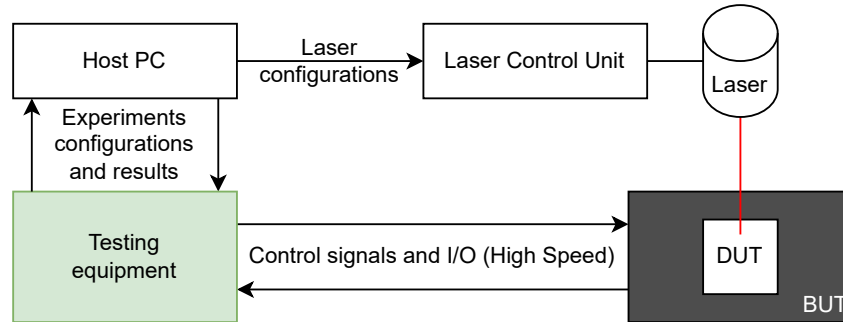 Host PC
Laser
configurations
Laser Control Unit
Laser
Experiments
configurations
and results
Testing
equipment
Control signals and I/O (High Speed)
DUT
BUT